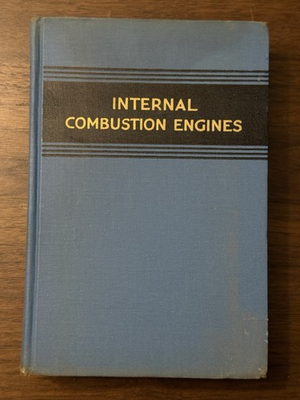 INTERNAL
COMBUSTION ENGINES